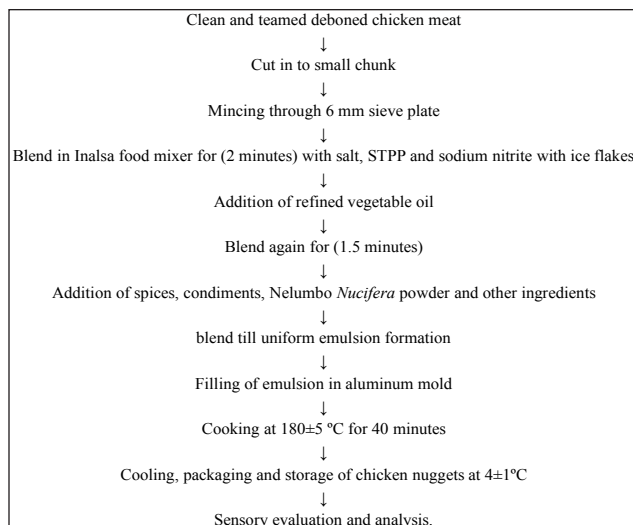 Clean and teamed deboned chicken meat
↓
Cut in to small chunk
↓
Mincing through 6 mm sieve plate
↓
Blend in Inalsa food mixer for (2 minutes) with salt, STPP and sodium nitrite with ice flakes
↓
Addition of refined vegetable oil
↓
Blend again for (1.5 minutes)
↓
Addition of spices, condiments, Nelumbo Nucifera powder and other ingredients
↓
blend till uniform emulsion formation
↓
Filling of emulsion in aluminum mold
↓
Cooking at 180±5 ºC for 40 minutes
↓
Cooling, packaging and storage of chicken nuggets at 4±1ºC
↓
Sensory evaluation and analysis.